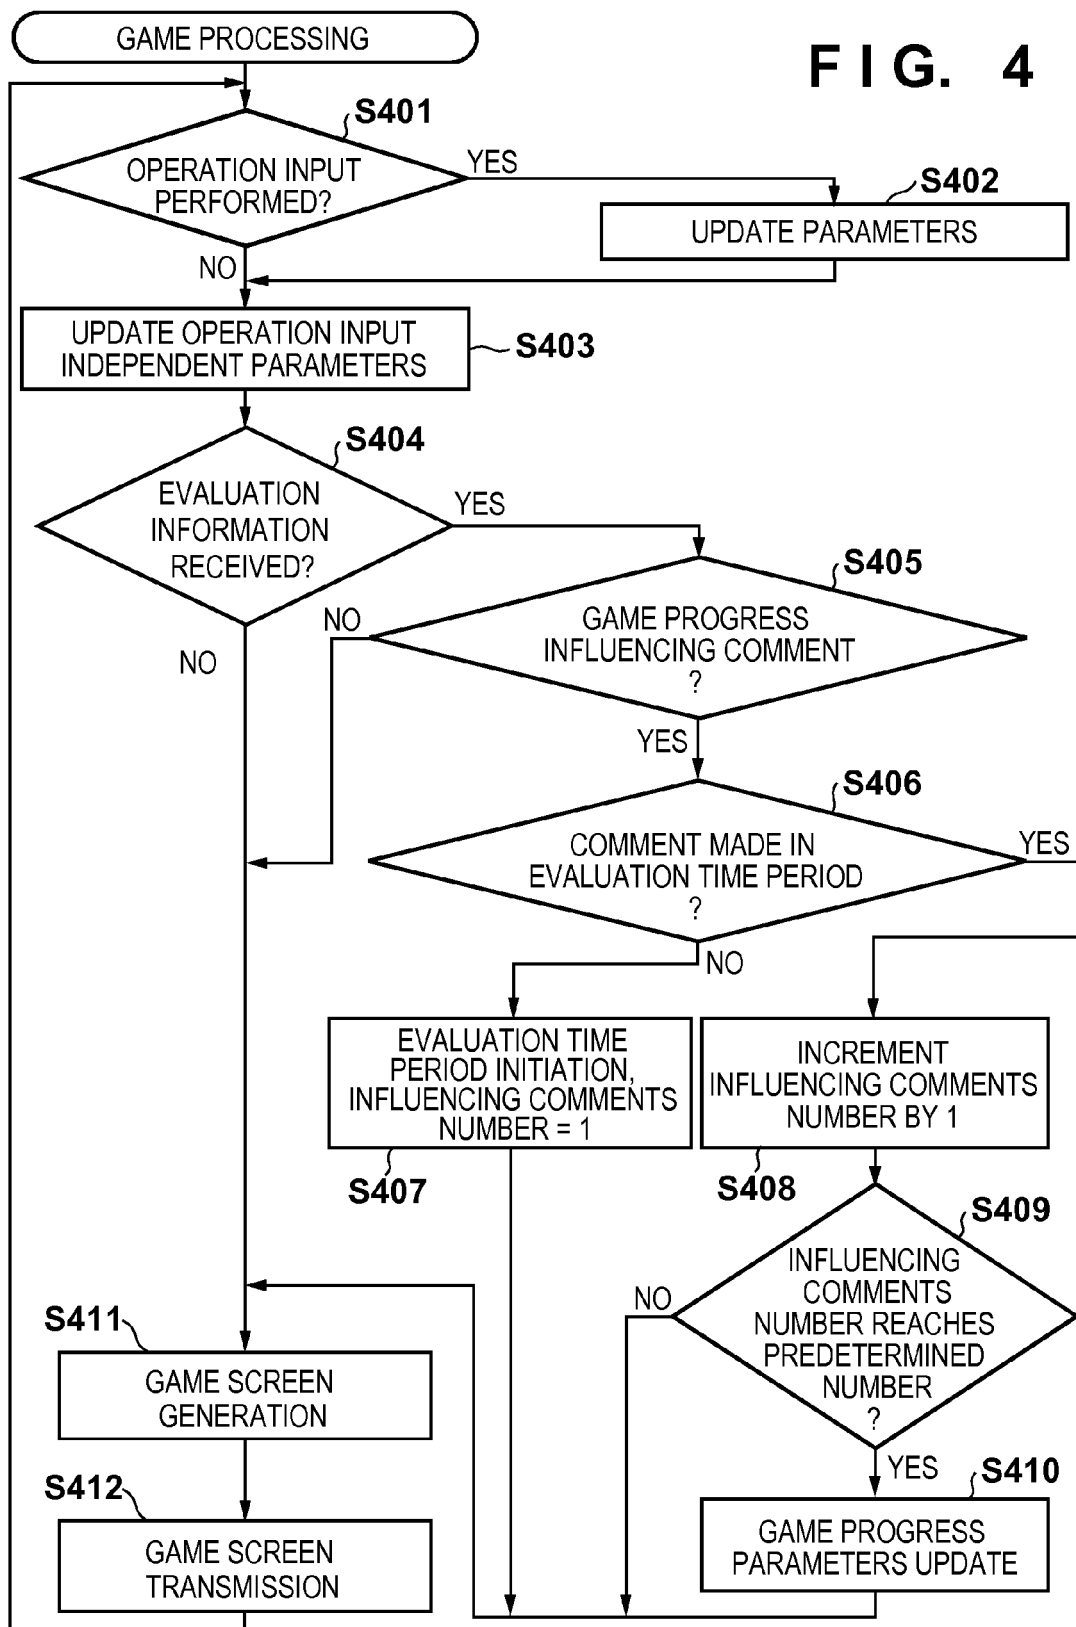 GAME PROCESSING
FIG. 4
S401
OPERATION INPUT
PERFORMED?
YES
S402
UPDATE PARAMETERS
NO
UPDATE OPERATION INPUT
INDEPENDENT PARAMETERS
S403
S404
EVALUATION
INFORMATION
RECEIVED?
YES
NO
S405
GAME PROGRESS
INFLUENCING COMMENT
?
NO
YES
S406
COMMENT MADE IN
EVALUATION TIME PERIOD
?
YES
NO
EVALUATION TIME
PERIOD INITIATION,
INFLUENCING COMMENTS
NUMBER = 1
S407
INCREMENT
INFLUENCING COMMENTS
NUMBER BY 1
S408
S409
INFLUENCING
COMMENTS
NUMBER REACHES
PREDETERMINED
NUMBER
?
NO
YES
S410
GAME PROGRESS
PARAMETERS UPDATE
S411
GAME SCREEN
GENERATION
S412
GAME SCREEN
TRANSMISSION